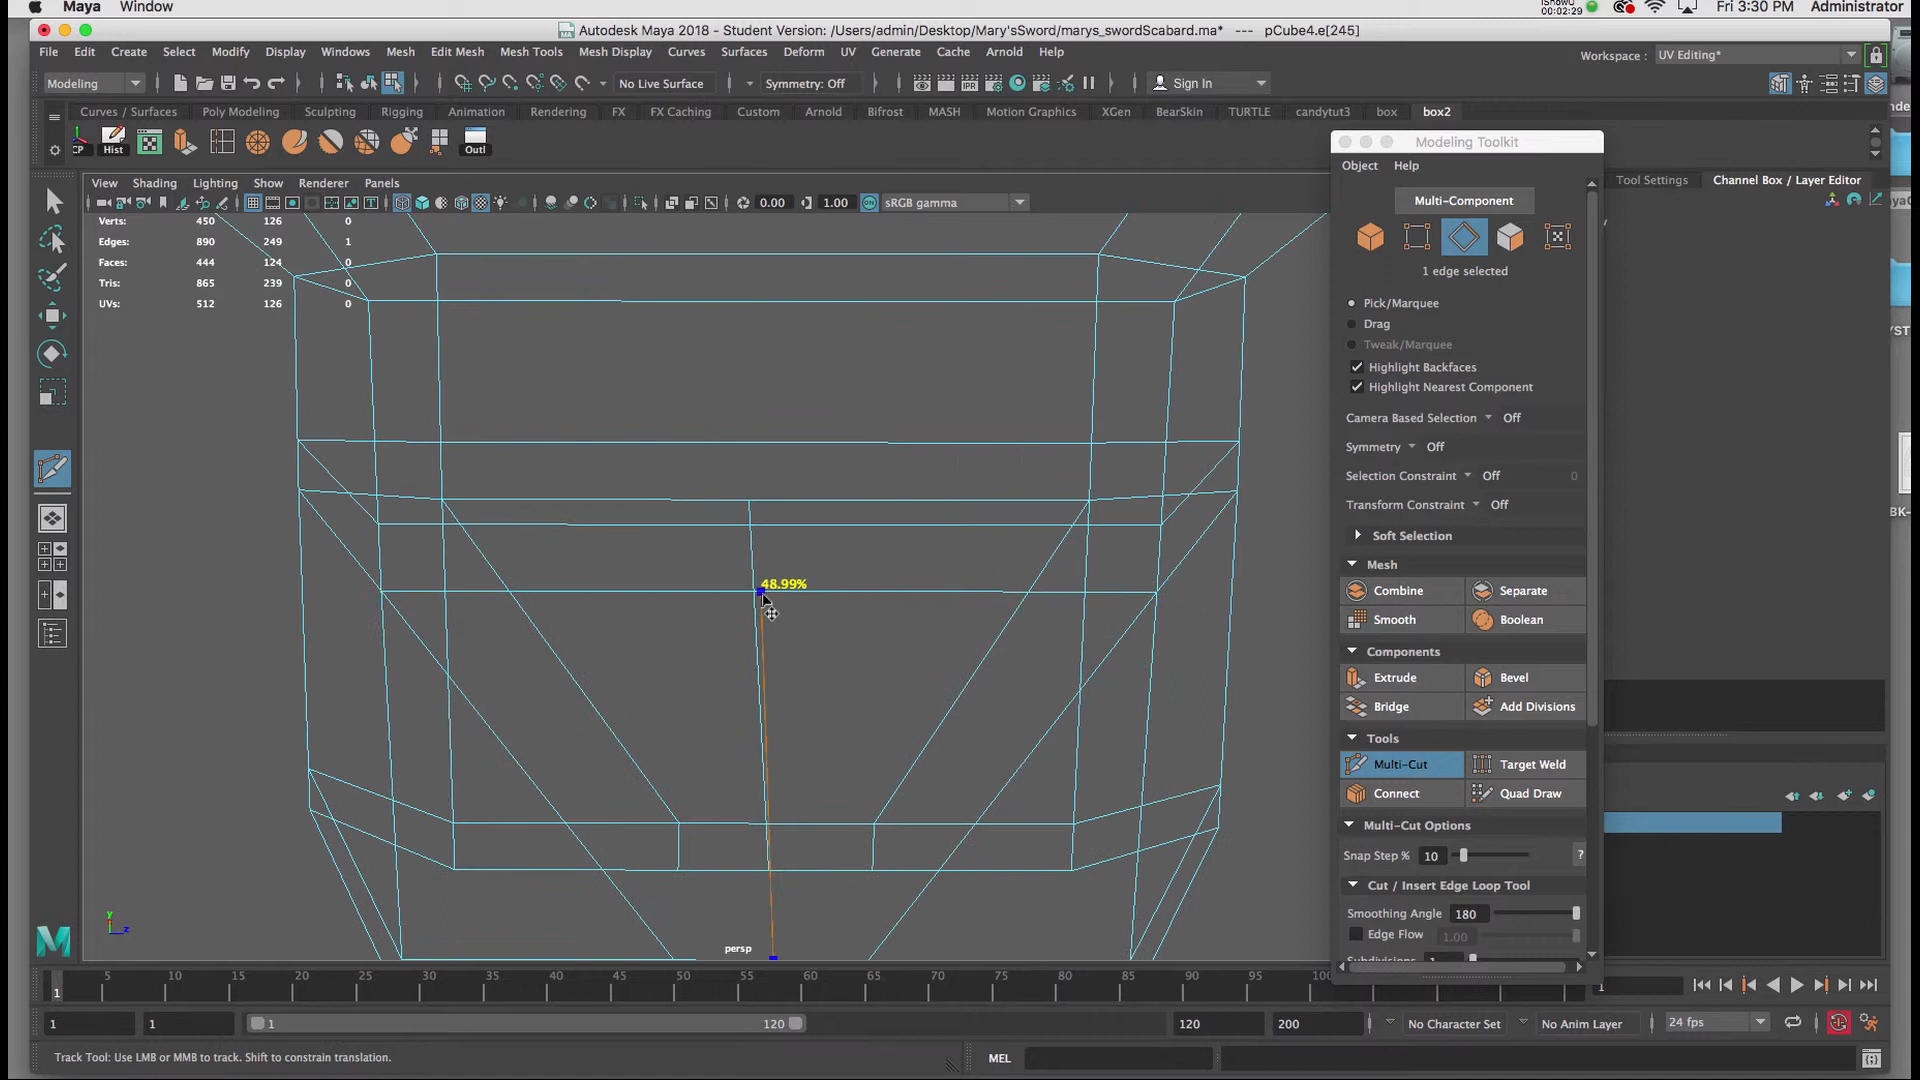 Maya Window
00:02:29
Fri 3:30 PM Administrator
Autodesk Maya 2018 - Student Version: /Users/admin/Desktop/Mary'sSword/marys_swordScabard.ma* --- pCube4.e[245]
File Edit Create Select Modify Display Windows Mesh Edit Mesh Mesh Tools Mesh Display Curves Surfaces Deform UV Generate Cache Arnold Help
Workspace : UV Editing*
Modeling No Live Surface Symmetry: Off Sign In
Curves / Surfaces Poly Modeling Sculpting Rigging Animation Rendering FX FX Caching Custom Arnold Bifrost MASH Motion Graphics XGen BearSkin TURTLE candytut3 box box2
CP Hist Outl
Modeling Toolkit
Object Help
View Shading Lighting Show Renderer Panels
Tool Settings Channel Box / Layer Editor
0.00 1.00 sRGB gamma
Multi-Component
Verts: 450 126 0
Edges: 890 249 1
Faces: 444 124 0
Tris: 865 239 0
UVs: 512 126 0
1 edge selected
Pick/Marquee
Drag
Tweak/Marquee
Highlight Backfaces
Highlight Nearest Component
Camera Based Selection Off
Symmetry Off
Selection Constraint Off 0
Transform Constraint Off
Soft Selection
Mesh
48.99%
Combine Separate
Smooth Boolean
Components
Extrude Bevel
Bridge Add Divisions
Tools
Multi-Cut Target Weld
Connect Quad Draw
Multi-Cut Options
Snap Step % 10 ?
Cut / Insert Edge Loop Tool
Smoothing Angle 180
Edge Flow 1.00
y
z
persp
5 10 15 20 25 30 35 40 45 50 55 60 65 70 75 80 85 90 95
1
1 1 1 120 120 200 No Character Set No Anim Layer 24 fps
Track Tool: Use LMB or MMB to track. Shift to constrain translation. MEL